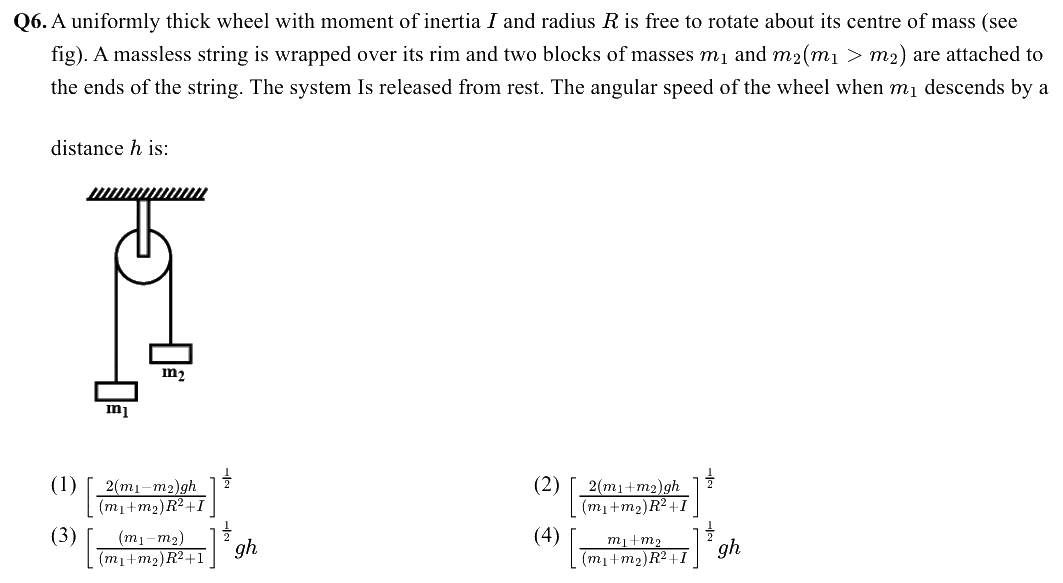 Q6. A uniformly thick wheel with moment of inertia I and radius R is free to rotate about its centre of mass (see
fig). A massless string is wrapped over its rim and two blocks of masses m₁ and m₂(m₁ > m₂) are attached to
the ends of the string. The system Is released from rest. The angular speed of the wheel when m₁ descends by a
distance h is:
m₂
m₁
(1) [2(m₁−m₂)gh / (m₁+m₂)R²+I]^(1/2) (2) [2(m₁+m₂)gh / (m₁+m₂)R²+I]^(1/2)
(3) [(m₁−m₂) / (m₁+m₂)R²+1]^(1/2) gh (4) [m₁+m₂ / (m₁+m₂)R²+I]^(1/2) gh